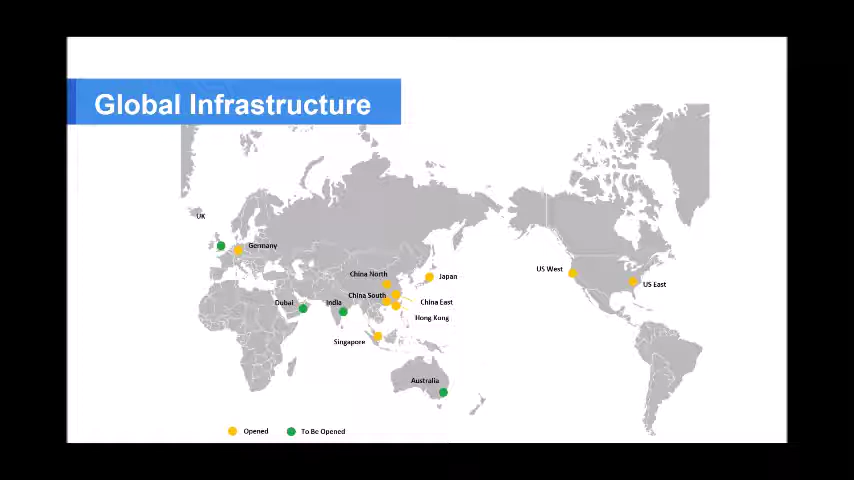 Global Infrastructure
UK
Germany
China North
Japan
US West
US East
China South
Dubai
India
China East
Hong Kong
Singapore
Australia
Opened
To Be Opened